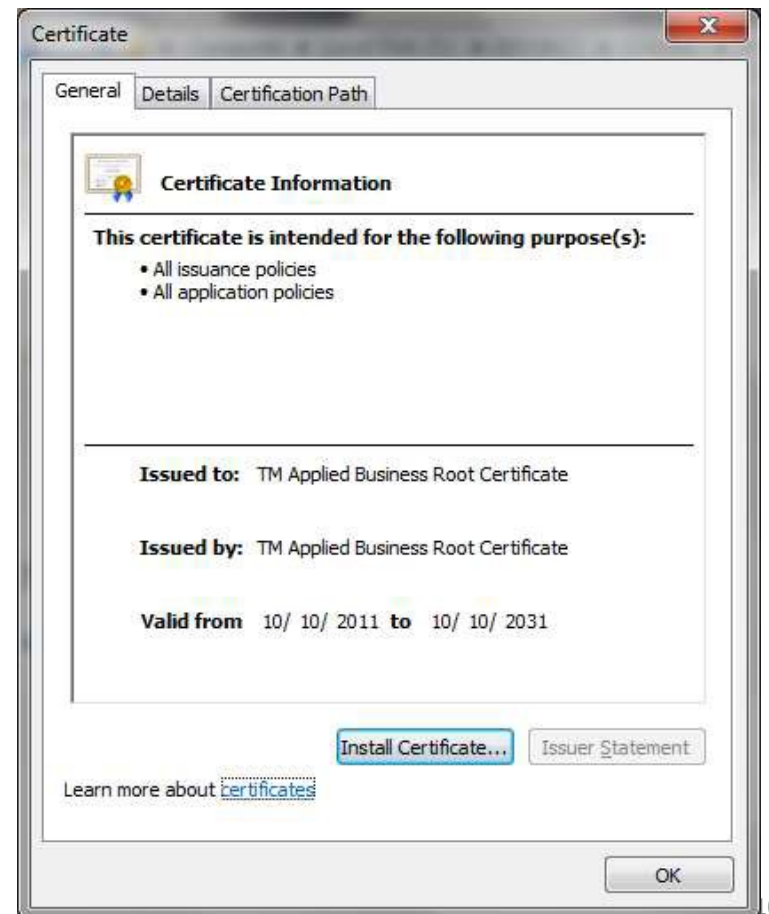 Certificate
General Details Certification Path
Certificate Information
This certificate is intended for the following purpose(s):
• All issuance policies
• All application policies
Issued to: TM Applied Business Root Certificate
Issued by: TM Applied Business Root Certificate
Valid from 10/ 10/ 2011 to 10/ 10/ 2031
Install Certificate... Issuer Statement
Learn more about certificates
OK